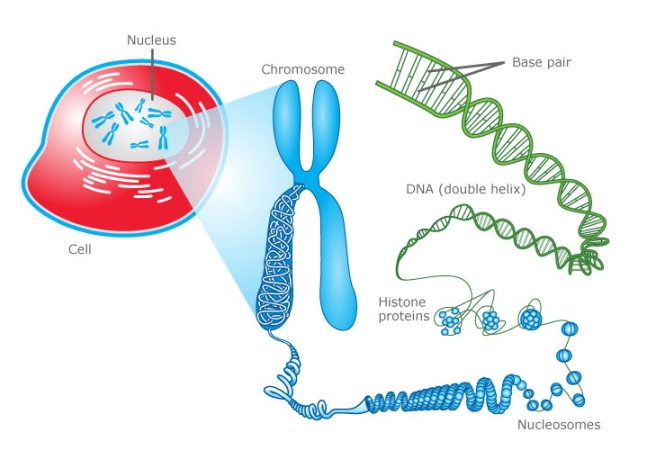 Nucleus
Chromosome
Base pair
DNA (double helix)
Cell
Histone
proteins
Nucleosomes